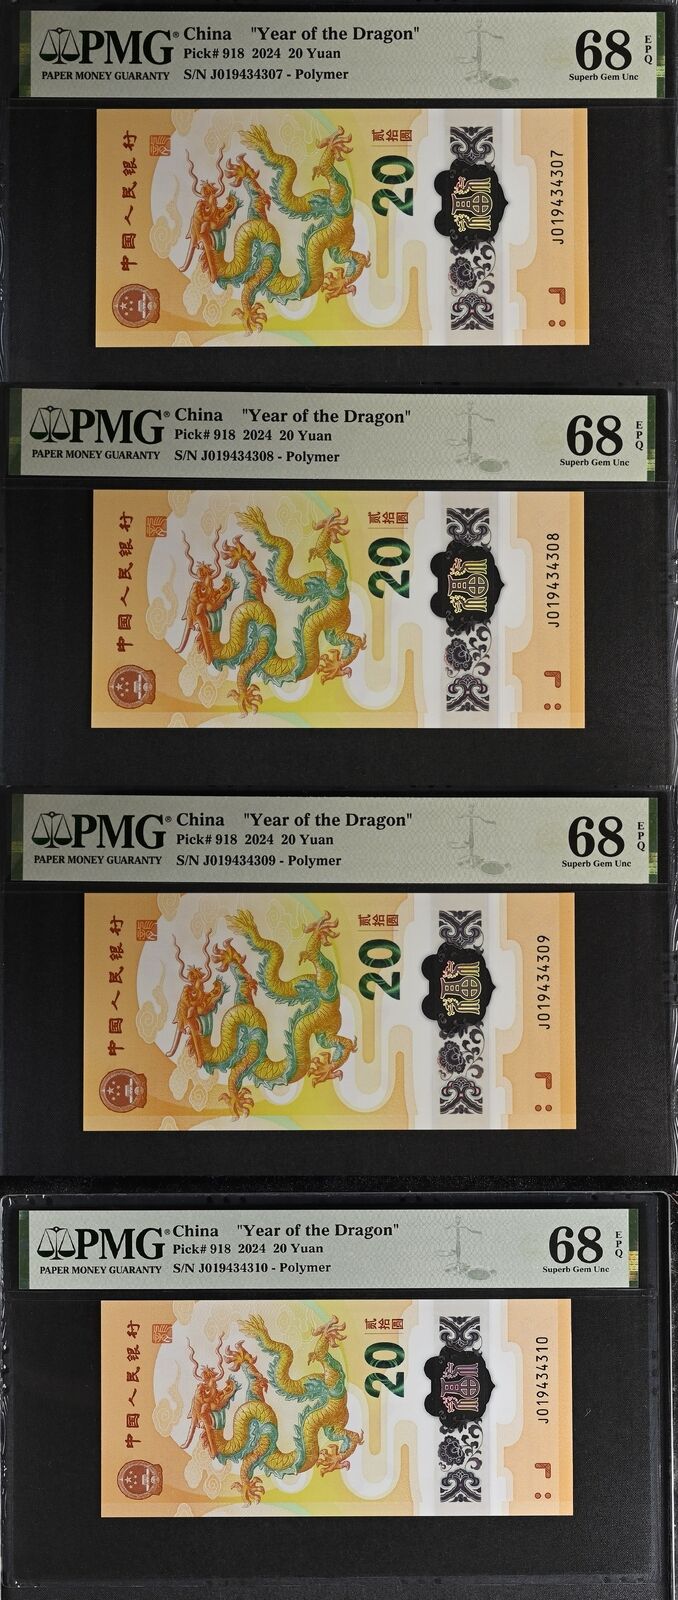 PMG®
PAPER MONEY GUARANTY
China "Year of the Dragon"
Pick# 918 2024 20 Yuan
S/N J019434307 - Polymer
68 EPQ
Superb Gem Unc
中国人民银行
贰拾圆
20
J019434307
PMG®
PAPER MONEY GUARANTY
China "Year of the Dragon"
Pick# 918 2024 20 Yuan
S/N J019434308 - Polymer
68 EPQ
Superb Gem Unc
中国人民银行
贰拾圆
20
J019434308
PMG®
PAPER MONEY GUARANTY
China "Year of the Dragon"
Pick# 918 2024 20 Yuan
S/N J019434309 - Polymer
68 EPQ
Superb Gem Unc
中国人民银行
贰拾圆
20
J019434309
PMG®
PAPER MONEY GUARANTY
China "Year of the Dragon"
Pick# 918 2024 20 Yuan
S/N J019434310 - Polymer
68 EPQ
Superb Gem Unc
中国人民银行
贰拾圆
20
J019434310